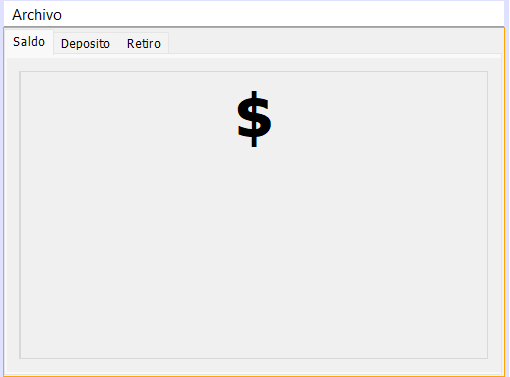 Archivo
Saldo Deposito Retiro
$